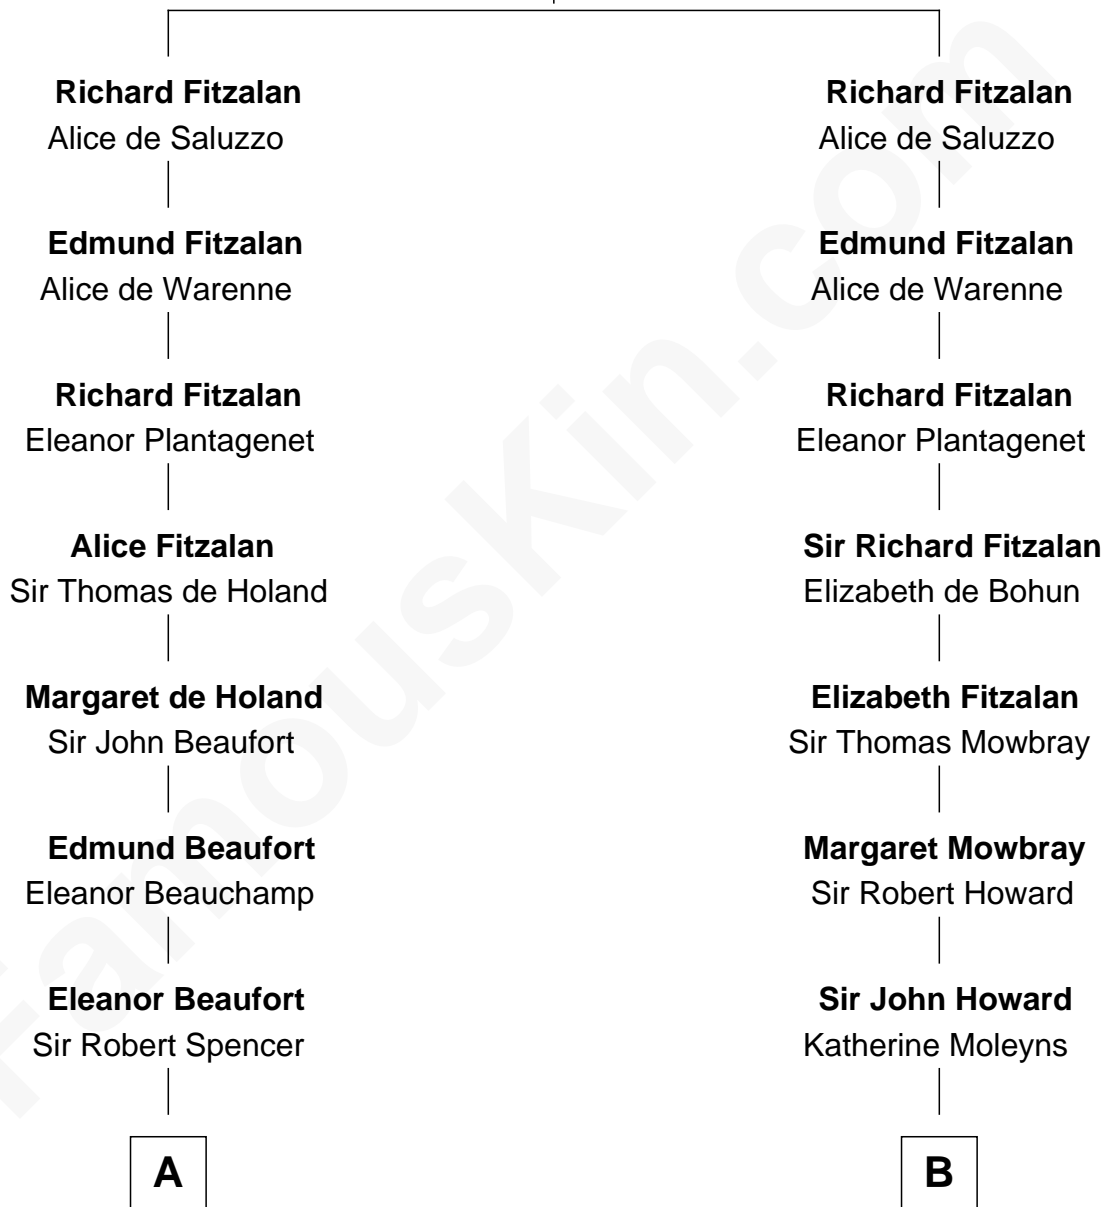 Richard Fitzalan
Alice de Saluzzo
Edmund Fitzalan
Alice de Warenne
Richard Fitzalan
Eleanor Plantagenet
Alice Fitzalan
Sir Thomas de Holand
Margaret de Holand
Sir John Beaufort
Edmund Beaufort
Eleanor Beauchamp
Eleanor Beaufort
Sir Robert Spencer
A
Richard Fitzalan
Alice de Saluzzo
Edmund Fitzalan
Alice de Warenne
Richard Fitzalan
Eleanor Plantagenet
Sir Richard Fitzalan
Elizabeth de Bohun
Elizabeth Fitzalan
Sir Thomas Mowbray
Margaret Mowbray
Sir Robert Howard
Sir John Howard
Katherine Moleyns
B
FamousKin.com